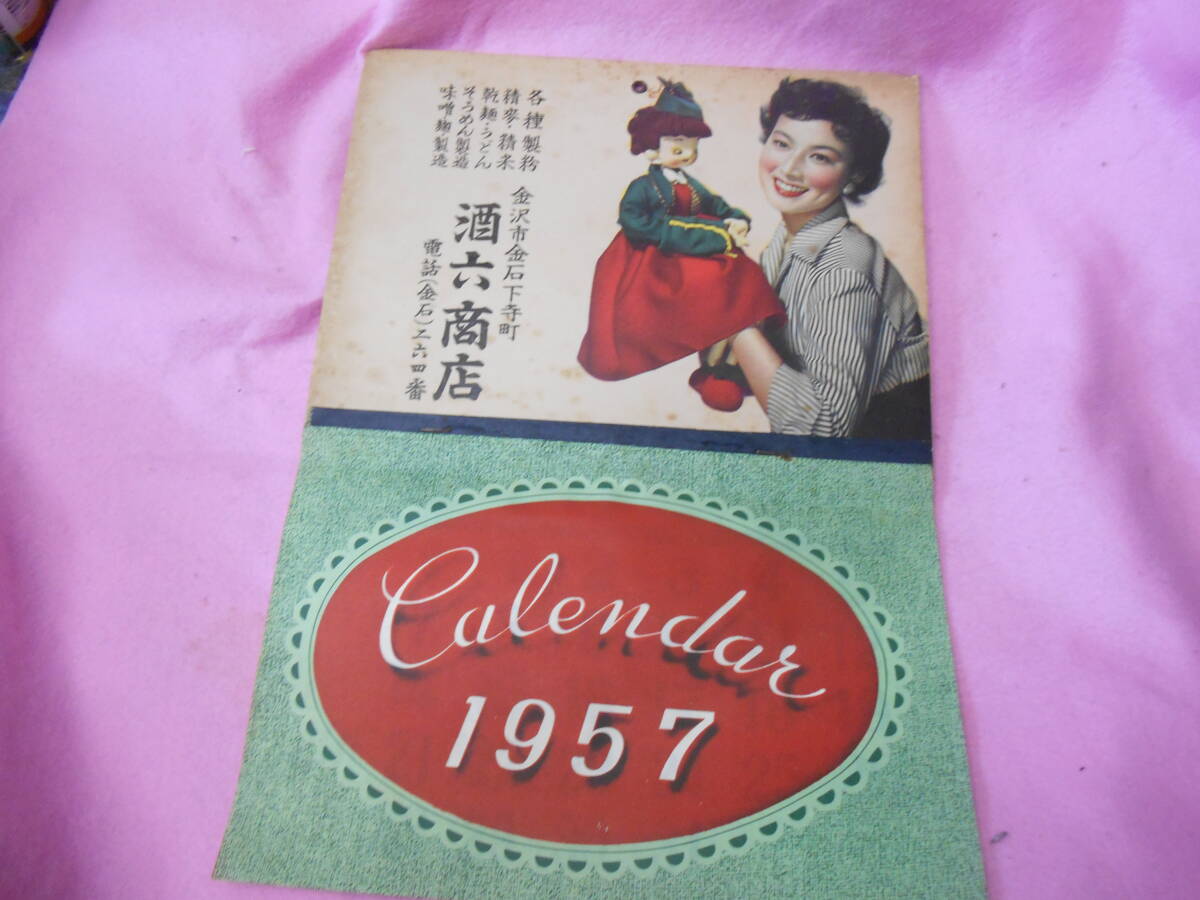 各種製粉
精麥・精米
乾麺・うどん
そうめん製造
味噌麹製造
金沢市金石下寺町
酒六商店
電話(金石)二六四番
Calendar
1957